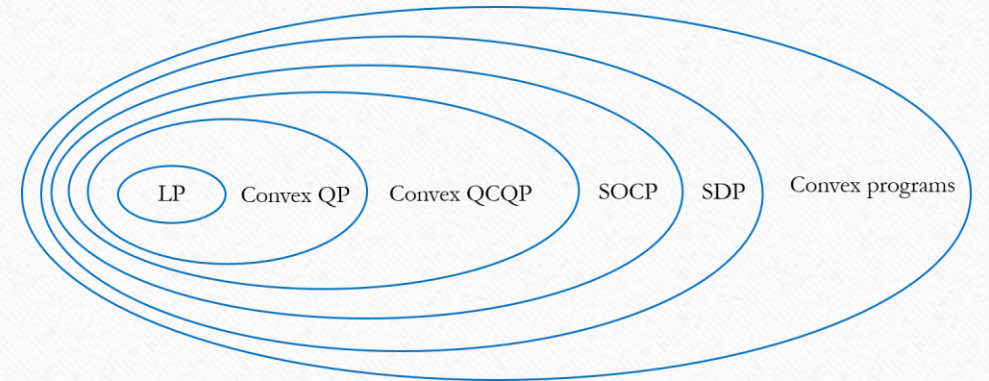 LP
Convex QP
Convex QCQP
SOCP
SDP
Convex programs